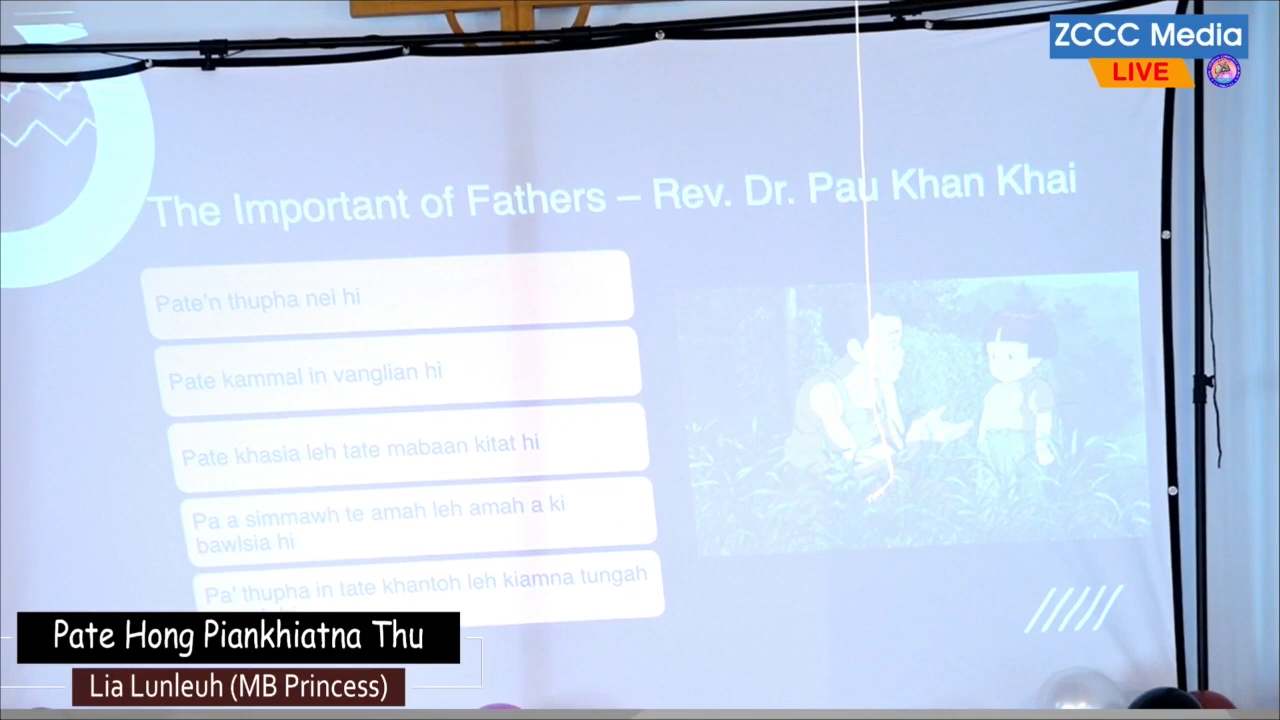 ZCCC Media
LIVE
The Important of Fathers – Rev. Dr. Pau Khan Khai
Pate'n thupha nei hi
Pate kammal in vanglian hi
Pate khasia leh tate mabaan kitat hi
Pa a simmawh te amah leh amah a ki
bawlsia hi
Pa' thupha in tate khantoh leh kiamna tungah
Pate Hong Piankhiatna Thu
Lia Lunleuh (MB Princess)